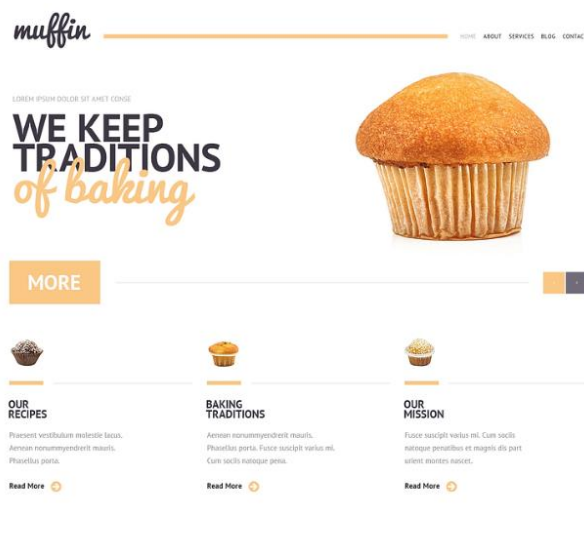 muffin
HOME ABOUT SERVICES BLOG CONTAC
LOREM IPSUM DOLOR SIT AMET CONSE
WE KEEP
TRADITIONS
of baking
MORE
OUR
RECIPES
Praesent vestibulum molestie lacus.
Aenean nonummyendrerit mauris.
Phasellus porta.
Read More
BAKING
TRADITIONS
Aenean nonummyendrerit mauris.
Phasellus porta. Fusce suscipit varius mi.
Cum sociis natoque pena.
Read More
OUR
MISSION
Fusce suscipit varius mi. Cum sociis
natoque penatibus et magnis dis part
urient montes nascet.
Read More